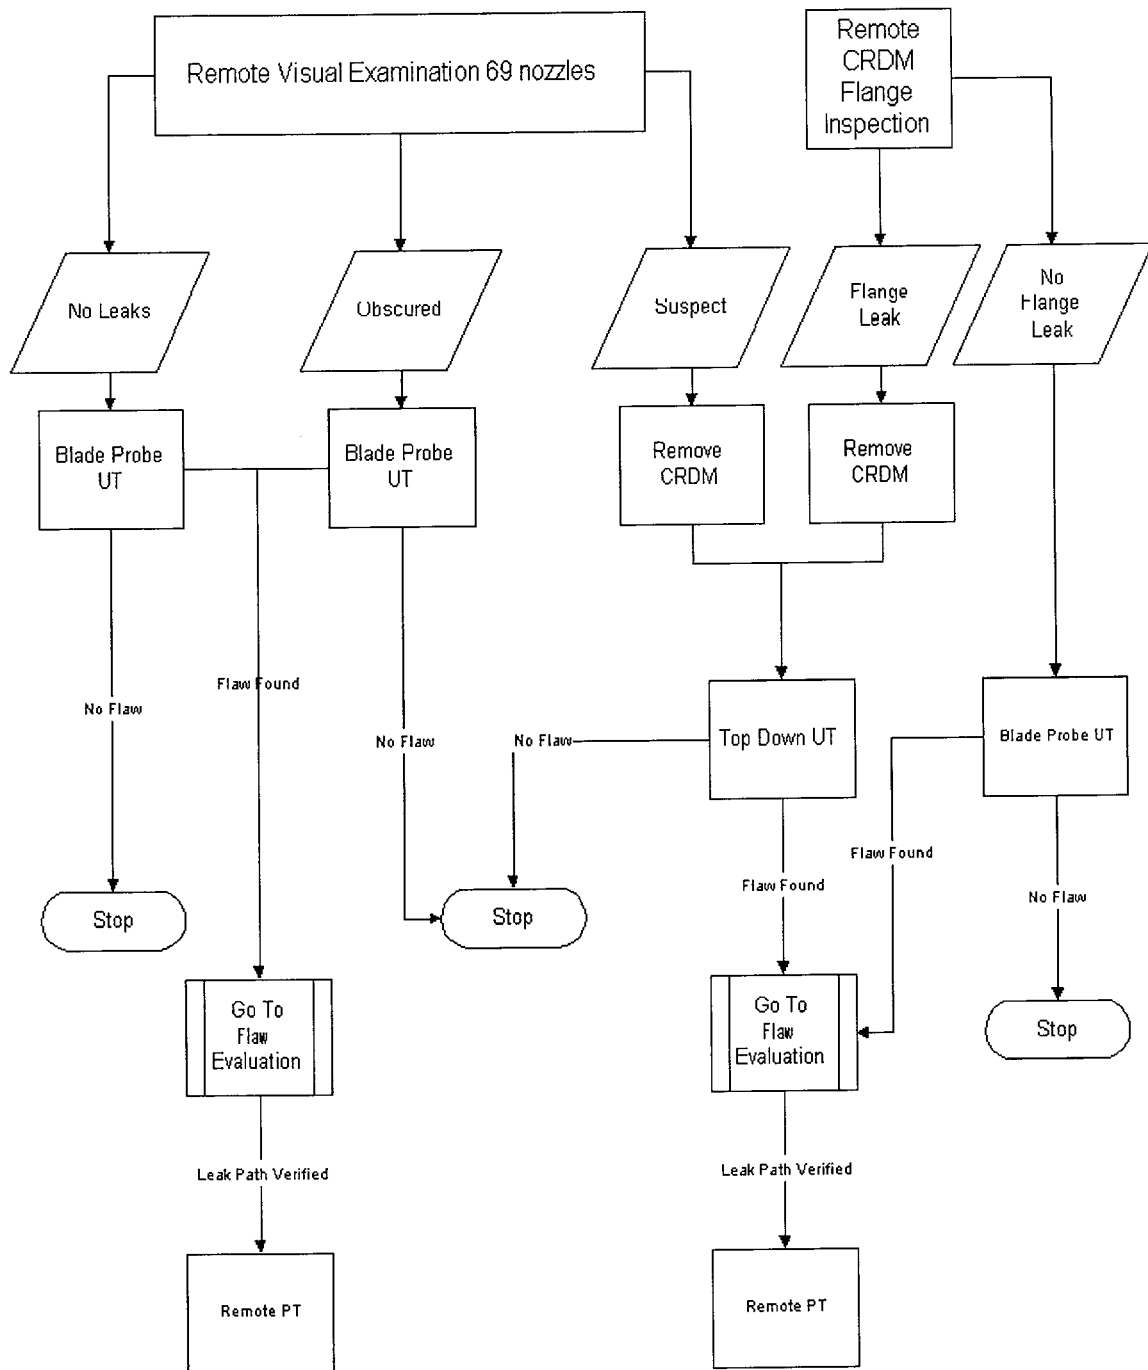 Remote Visual Examination 69 nozzles
Remote
CRDM
Flange
Inspection
No Leaks
Obscured
Suspect
Flange
Leak
No
Flange
Leak
Blade Probe
UT
Blade Probe
UT
Remove
CRDM
Remove
CRDM
No Flaw
Flaw Found
No Flaw
No Flaw
Top Down UT
Blade Probe UT
Flaw Found
Flaw Found
No Flaw
Stop
Stop
Stop
Go To
Flaw
Evaluation
Go To
Flaw
Evaluation
Leak Path Verified
Leak Path Verified
Remote PT
Remote PT